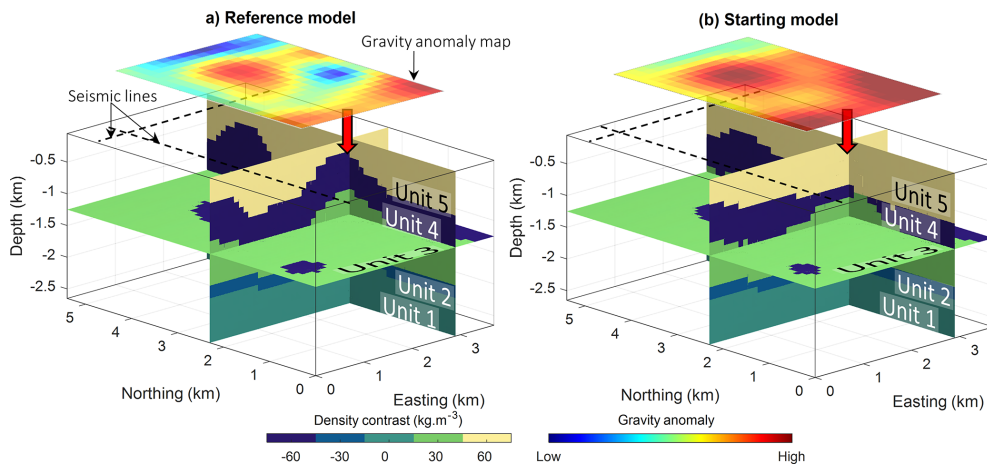 a) Reference model
(b) Starting model
Gravity anomaly map
Seismic lines
Depth (km)
-0.5
-1
-1.5
-2
-2.5
Unit 5
Unit 4
Unit 3
Unit 2
Unit 1
5
4
3
2
1
0
0
1
2
3
Northing (km)
Easting (km)
Depth (km)
-0.5
-1
-1.5
-2
-2.5
Unit 5
Unit 4
Unit 3
Unit 2
Unit 1
5
4
3
2
1
0
0
1
2
3
Northing (km)
Easting (km)
Density contrast (kg.m⁻³)
-60 -30 0 30 60
Gravity anomaly
Low High